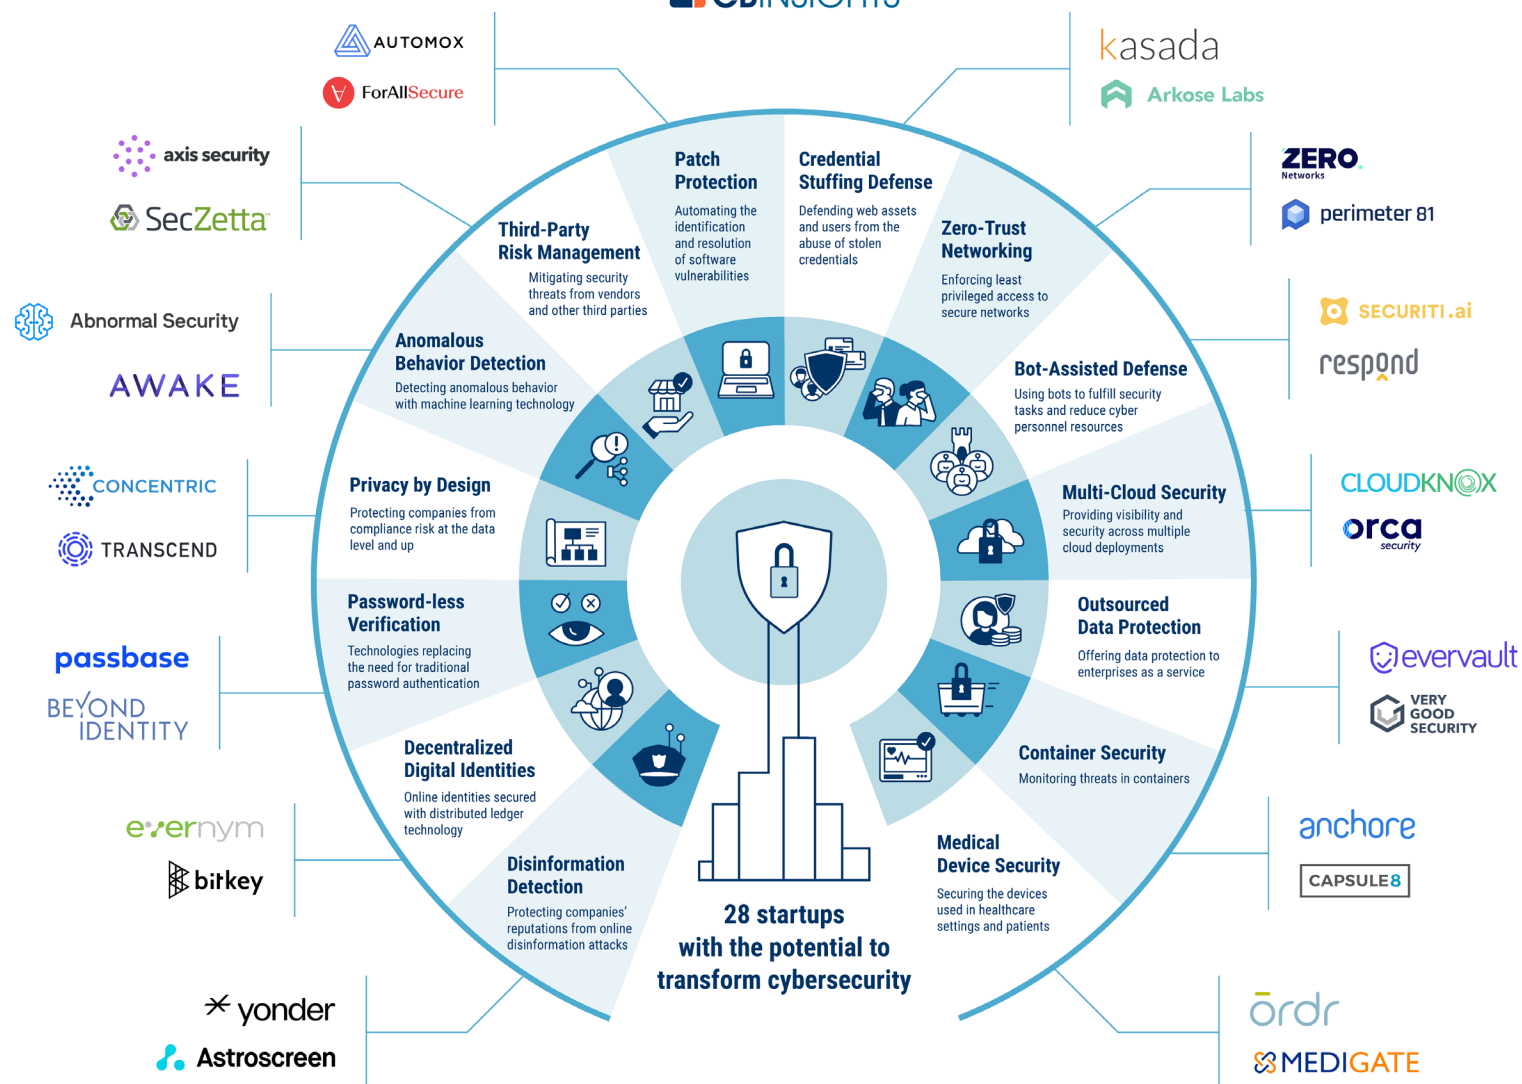 CBINSIGHTS
AUTOMOX
ForAllSecure
kasada
Arkose Labs
axis security
SecZetta
ZERO
Networks
perimeter 81
Abnormal Security
AWAKE
SECURITI.ai
respond
CONCENTRIC
TRANSCEND
CLOUDKNOX
orca
security
passbase
BEYOND
IDENTITY
evervault
VERY
GOOD
SECURITY
evernym
bitkey
anchore
CAPSULE8
yonder
Astroscreen
ordr
MEDIGATE
Patch
Protection
Automating the
identification
and resolution
of software
vulnerabilities
Credential
Stuffing Defense
Defending web assets
and users from the
abuse of stolen
credentials
Zero-Trust
Networking
Enforcing least
privileged access to
secure networks
Bot-Assisted Defense
Using bots to fulfill security
tasks and reduce cyber
personnel resources
Multi-Cloud Security
Providing visibility and
security across multiple
cloud deployments
Outsourced
Data Protection
Offering data protection to
enterprises as a service
Container Security
Monitoring threats in containers
Medical
Device Security
Securing the devices
used in healthcare
settings and patients
Third-Party
Risk Management
Mitigating security
threats from vendors
and other third parties
Anomalous
Behavior Detection
Detecting anomalous behavior
with machine learning technology
Privacy by Design
Protecting companies from
compliance risk at the data
level and up
Password-less
Verification
Technologies replacing
the need for traditional
password authentication
Decentralized
Digital Identities
Online identities secured
with distributed ledger
technology
Disinformation
Detection
Protecting companies'
reputations from online
disinformation attacks
28 startups
with the potential to
transform cybersecurity